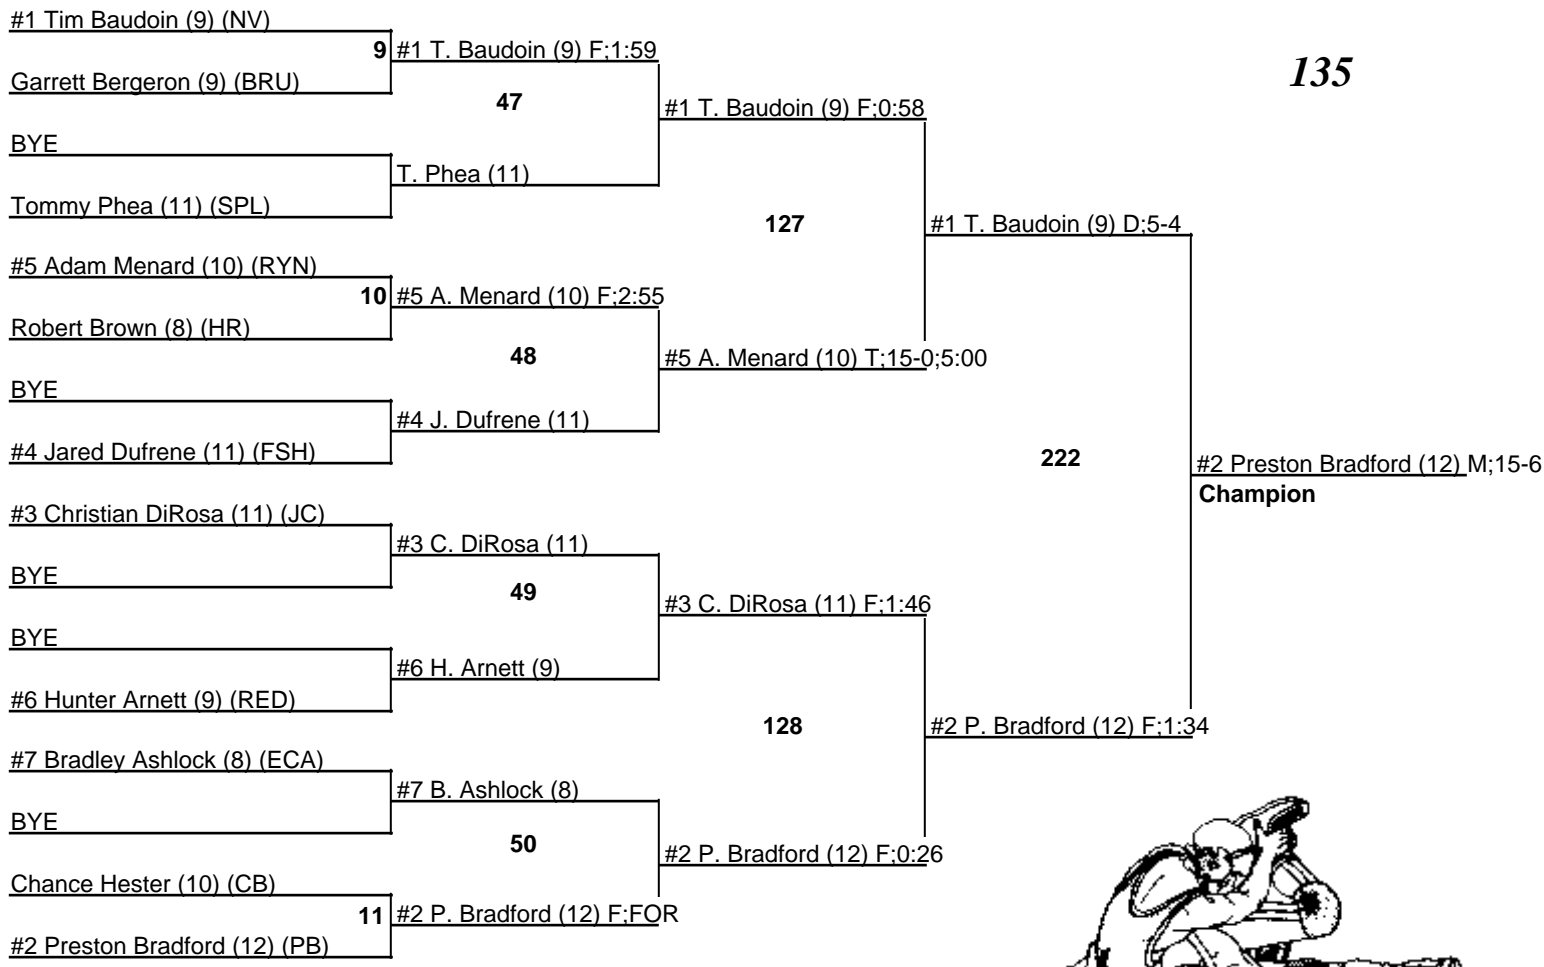 #1 Tim Baudoin (9) (NV)
9
#1 T. Baudoin (9) F;1:59
Garrett Bergeron (9) (BRU)
47
#1 T. Baudoin (9) F;0:58
BYE
T. Phea (11)
Tommy Phea (11) (SPL)
127
#1 T. Baudoin (9) D;5-4
#5 Adam Menard (10) (RYN)
10
#5 A. Menard (10) F;2:55
Robert Brown (8) (HR)
48
#5 A. Menard (10) T;15-0;5:00
BYE
#4 J. Dufrene (11)
#4 Jared Dufrene (11) (FSH)
222
#2 Preston Bradford (12) M;15-6
Champion
#3 Christian DiRosa (11) (JC)
#3 C. DiRosa (11)
BYE
49
#3 C. DiRosa (11) F;1:46
BYE
#6 H. Arnett (9)
#6 Hunter Arnett (9) (RED)
128
#2 P. Bradford (12) F;1:34
#7 Bradley Ashlock (8) (ECA)
#7 B. Ashlock (8)
BYE
50
#2 P. Bradford (12) F;0:26
Chance Hester (10) (CB)
11
#2 P. Bradford (12) F;FOR
#2 Preston Bradford (12) (PB)
135